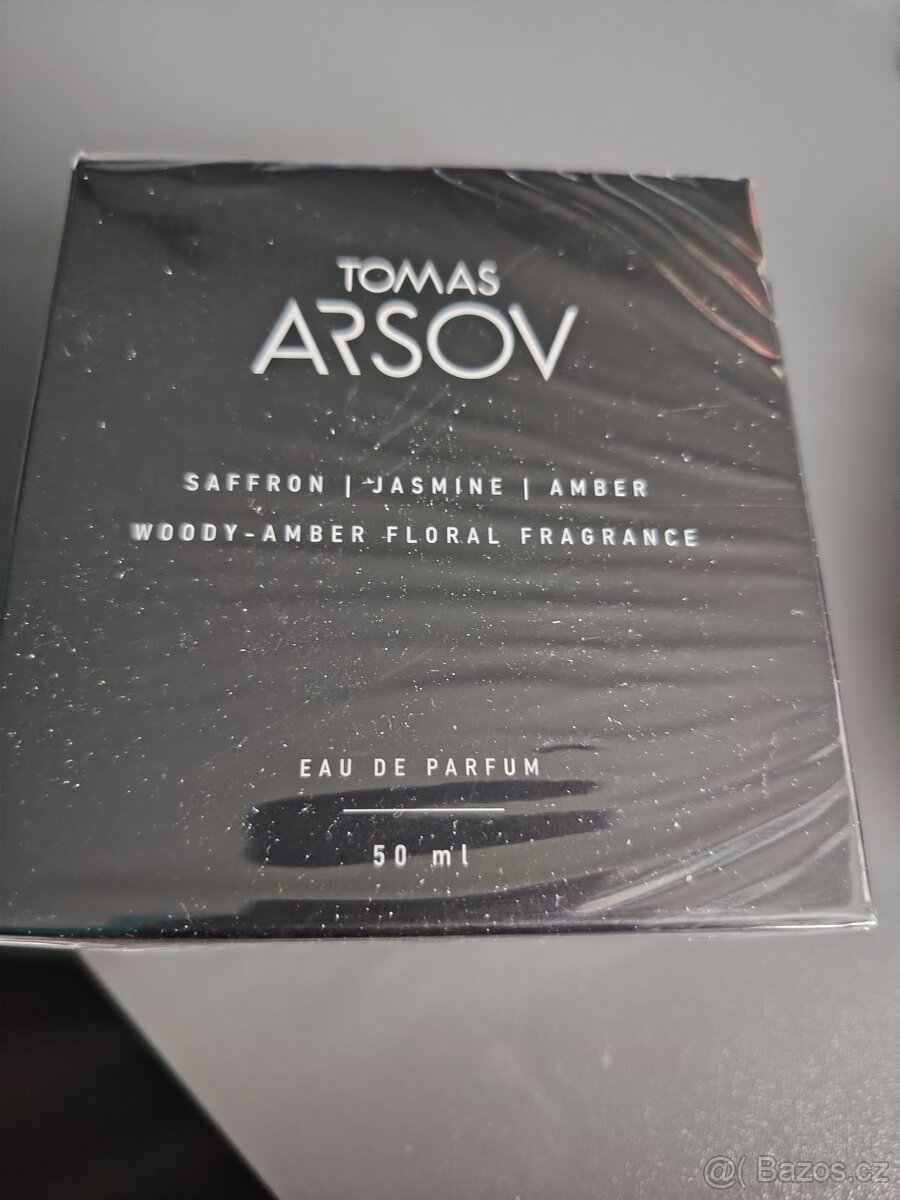 TOMAS
ARSOV
SAFFRON | JASMINE | AMBER
WOODY-AMBER FLORAL FRAGRANCE
EAU DE PARFUM
50 ml
@( Bazos.cz